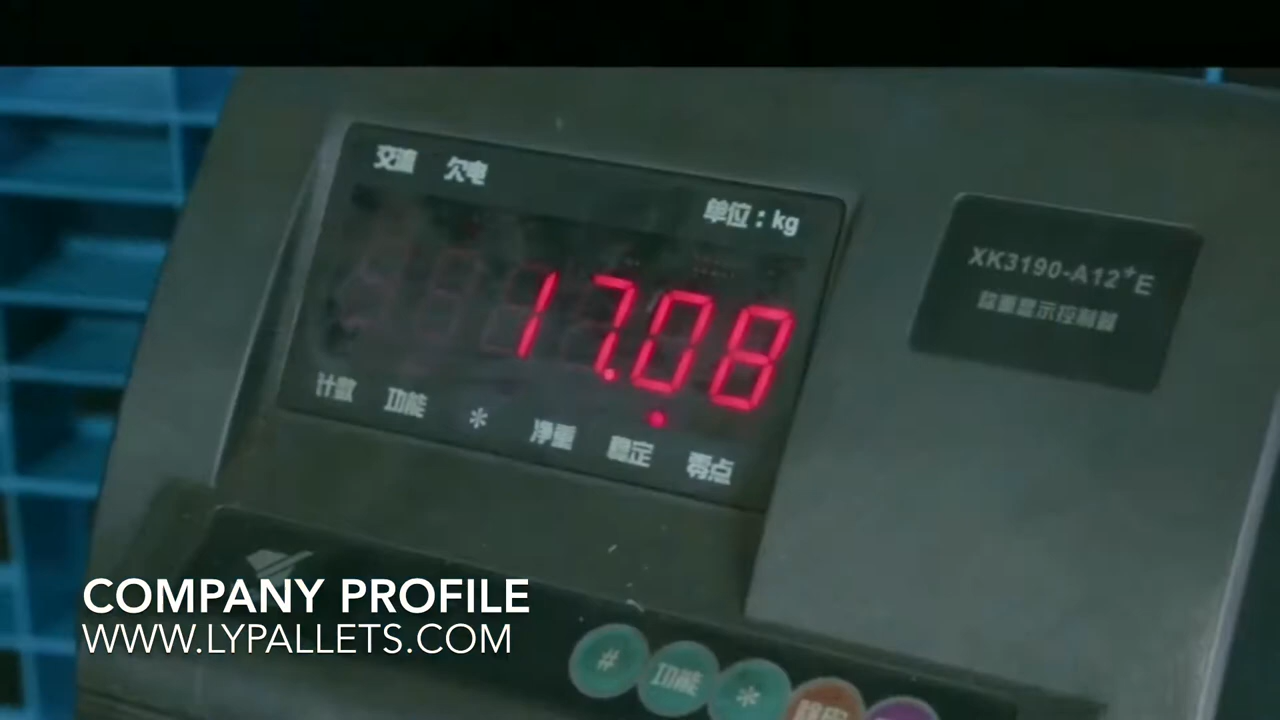 交流 欠电
单位：kg
17.08
计数 功能 * 净重 稳定 零点
XK3190-A12⁺E
称重显示控制器
COMPANY PROFILE
WWW.LYPALLETS.COM
# 功能 *